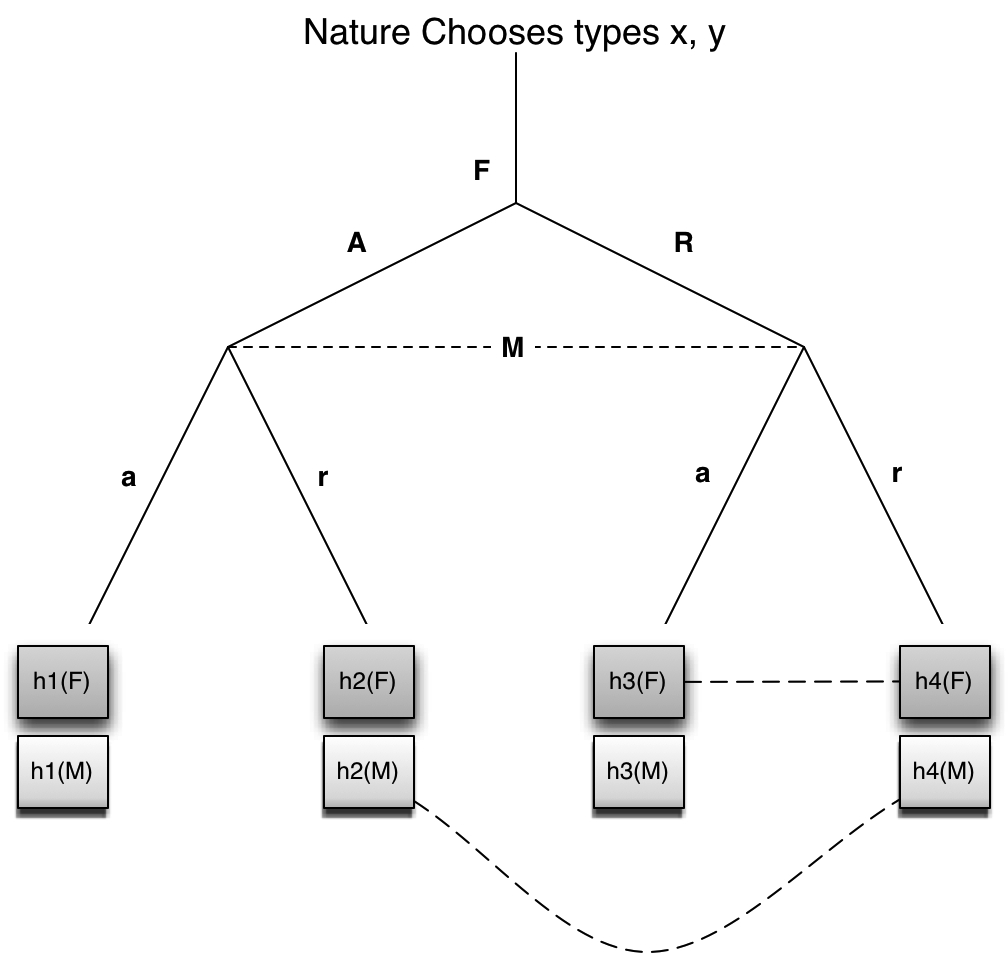 Nature Chooses types x, y
F
A
R
M
a
r
a
r
h1(F)
h2(F)
h3(F)
h4(F)
h1(M)
h2(M)
h3(M)
h4(M)